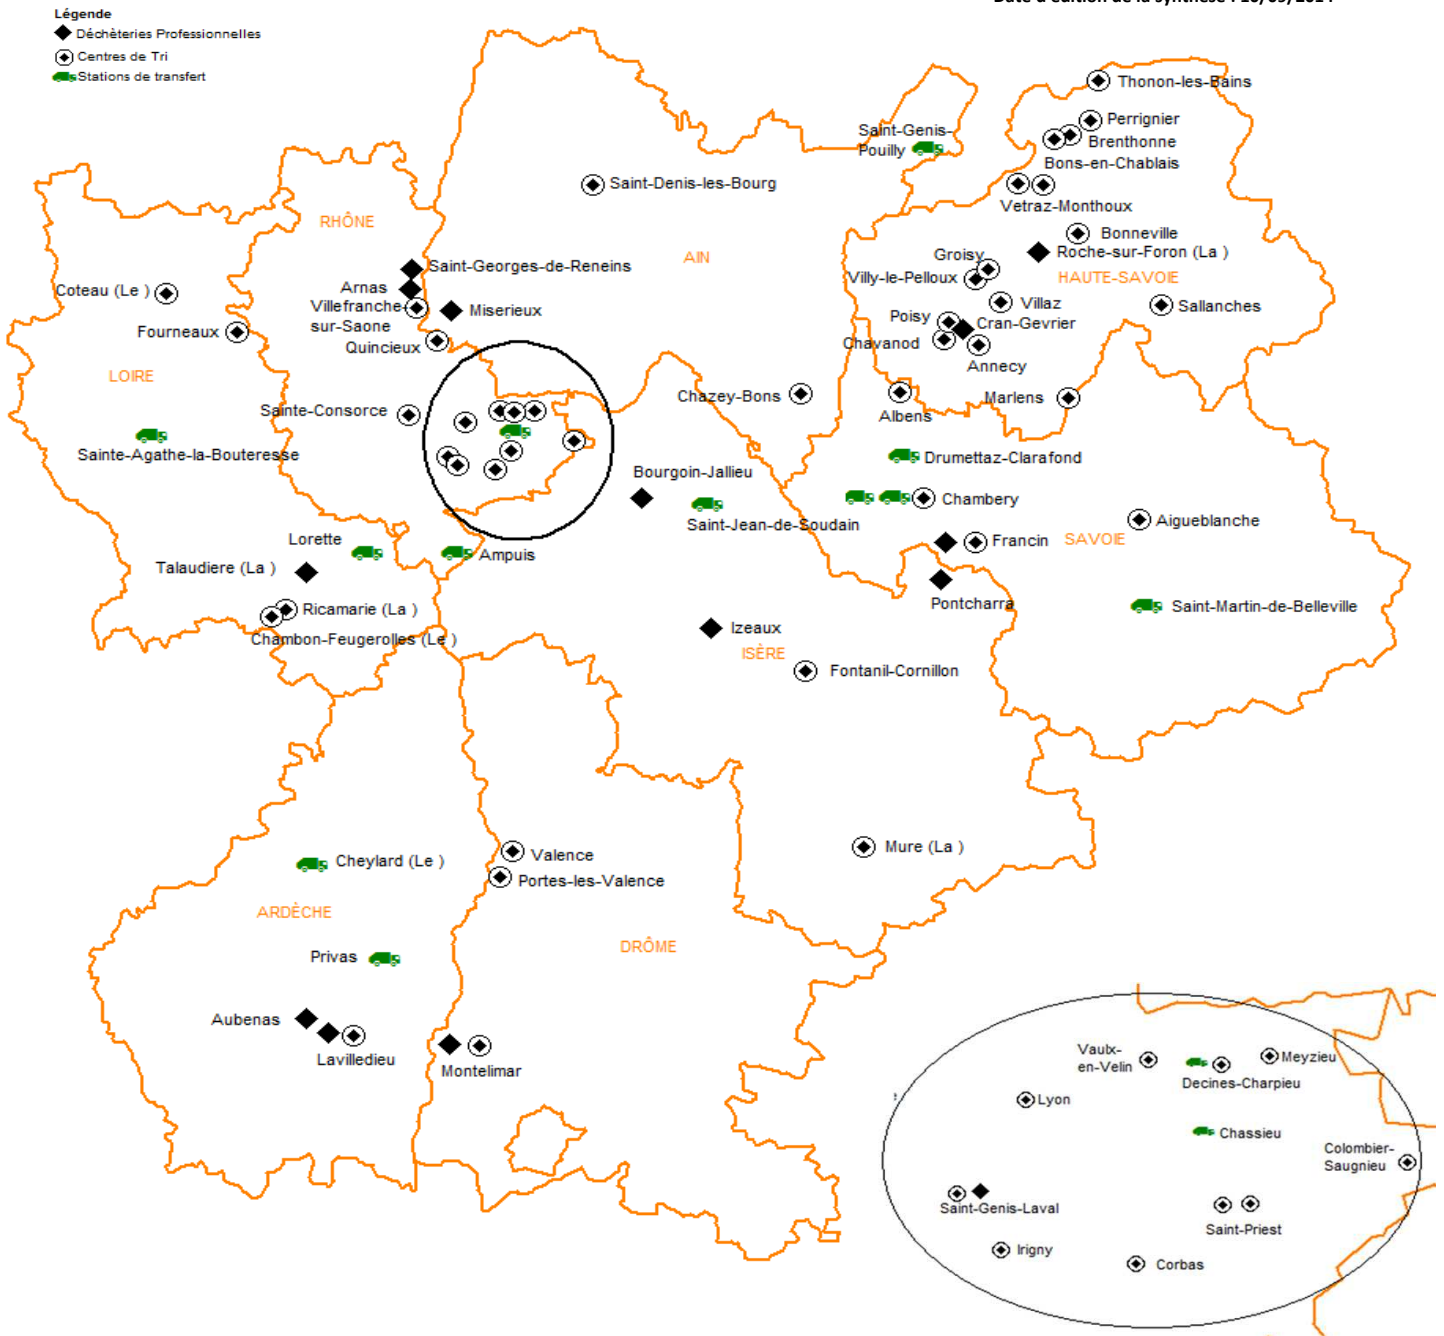 Légende
Déchèteries Professionnelles
Centres de Tri
Stations de transfert
Thonon-les-Bains
Perrignier
Brenthonne
Bons-en-Chablais
Saint-Genis-
Pouilly
Saint-Denis-les-Bourg
Vetraz-Monthoux
RHÔNE
Bonneville
Roche-sur-Foron (La )
AIN
Groisy
Saint-Georges-de-Reneins
Villy-le-Pelloux
HAUTE-SAVOIE
Coteau (Le )
Arnas
Villefranche-
sur-Saone
Miserieux
Villaz
Sallanches
Poisy
Cran-Gevrier
Fourneaux
Quincieux
Chavanod
Annecy
LOIRE
Chazey-Bons
Albens
Marlens
Sainte-Consorce
Sainte-Agathe-la-Bouteresse
Drumettaz-Clarafond
Bourgoin-Jallieu
Chambery
Saint-Jean-de-Soudain
Aigueblanche
Lorette
Ampuis
Francin
SAVOIE
Talaudiere (La )
Pontcharra
Ricamarie (La )
Saint-Martin-de-Belleville
Chambon-Feugerolles (Le )
Izeaux
ISÈRE
Fontanil-Cornillon
Cheylard (Le )
Valence
Mure (La )
Portes-les-Valence
ARDÈCHE
DRÔME
Privas
Aubenas
Lavilledieu
Montelimar
Vaulx-
en-Velin
Meyzieu
Decines-Charpieu
Lyon
Chassieu
Colombier-
Saugnieu
Saint-Genis-Laval
Saint-Priest
Irigny
Corbas